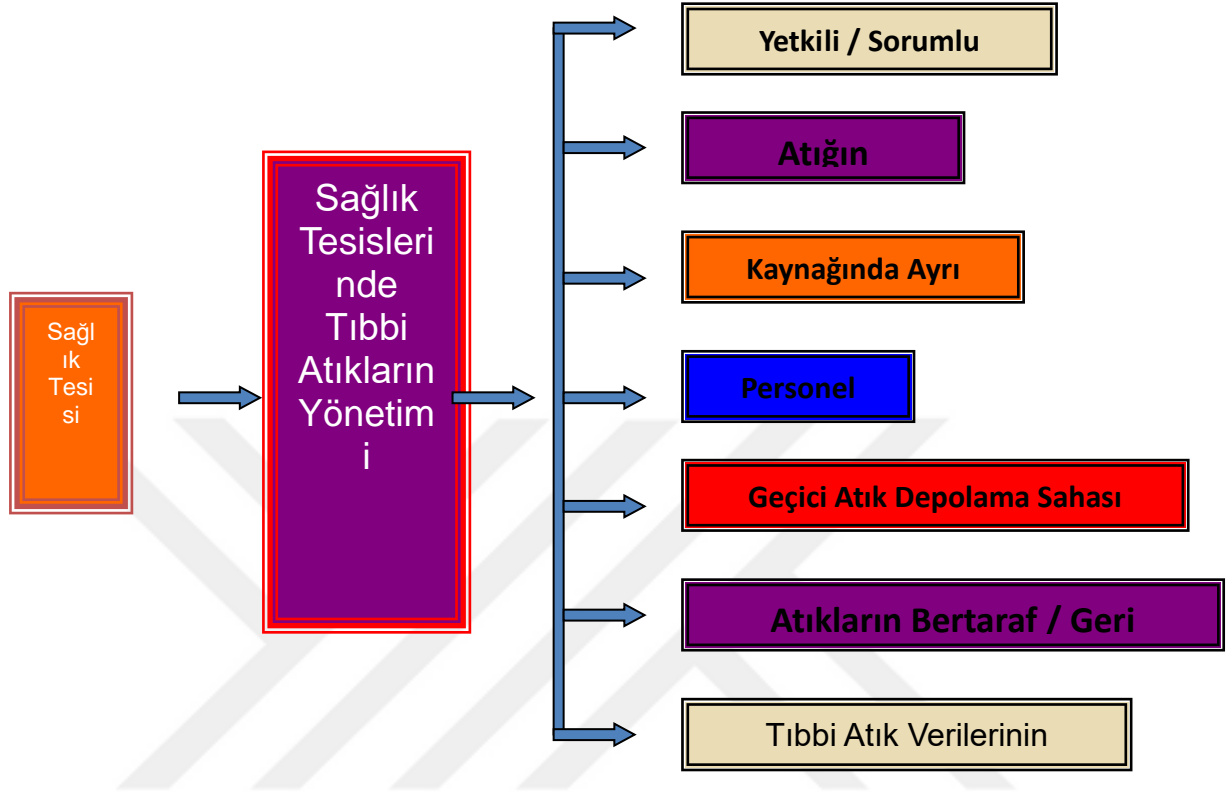 Sağl
ık
Tesi
si
Sağlık
Tesisleri
nde
Tıbbi
Atıkların
Yönetim
i
Yetkili / Sorumlu
Atığın
Kaynağında Ayrı
Personel
Geçici Atık Depolama Sahası
Atıkların Bertaraf / Geri
Tıbbi Atık Verilerinin